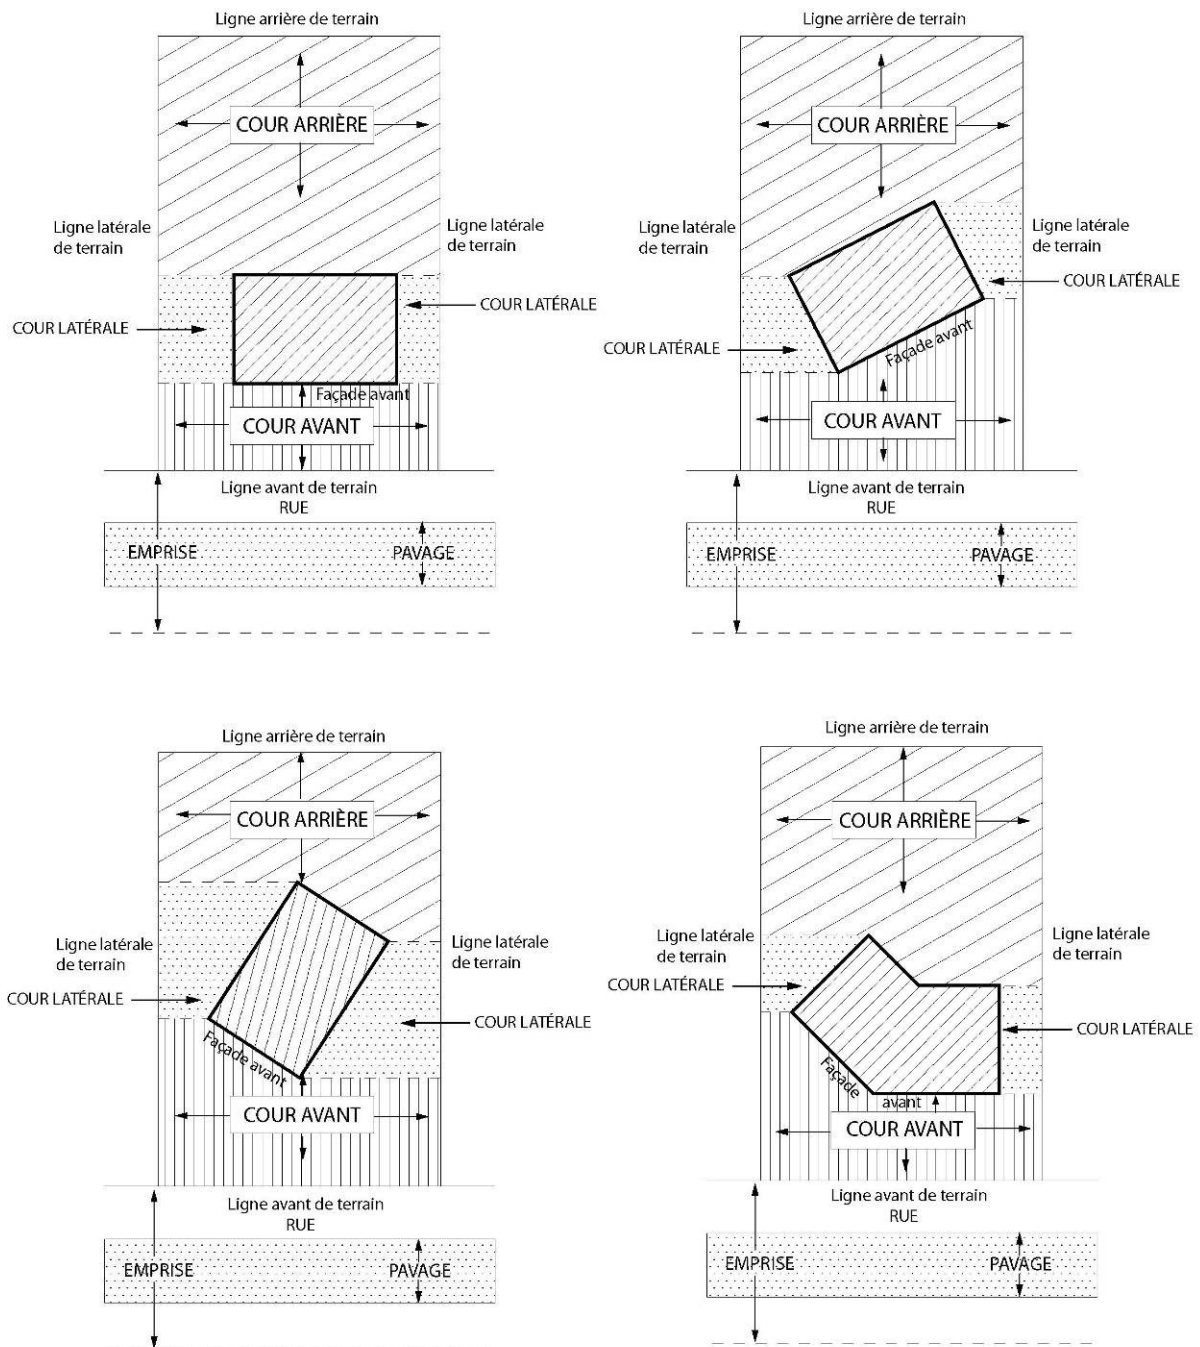 Ligne arrière de terrain
COUR ARRIÈRE
Ligne latérale
de terrain
Ligne latérale
de terrain
COUR LATÉRALE
COUR LATÉRALE
Façade avant
COUR AVANT
Ligne avant de terrain
RUE
EMPRISE
PAVAGE
Ligne arrière de terrain
COUR ARRIÈRE
Ligne latérale
de terrain
Ligne latérale
de terrain
COUR LATÉRALE
COUR LATÉRALE
Façade avant
COUR AVANT
Ligne avant de terrain
RUE
EMPRISE
PAVAGE
Ligne arrière de terrain
COUR ARRIÈRE
Ligne latérale
de terrain
Ligne latérale
de terrain
COUR LATÉRALE
COUR LATÉRALE
Façade avant
COUR AVANT
Ligne avant de terrain
RUE
EMPRISE
PAVAGE
Ligne arrière de terrain
COUR ARRIÈRE
Ligne latérale
de terrain
Ligne latérale
de terrain
COUR LATÉRALE
COUR LATÉRALE
Façade
avant
COUR AVANT
Ligne avant de terrain
RUE
EMPRISE
PAVAGE